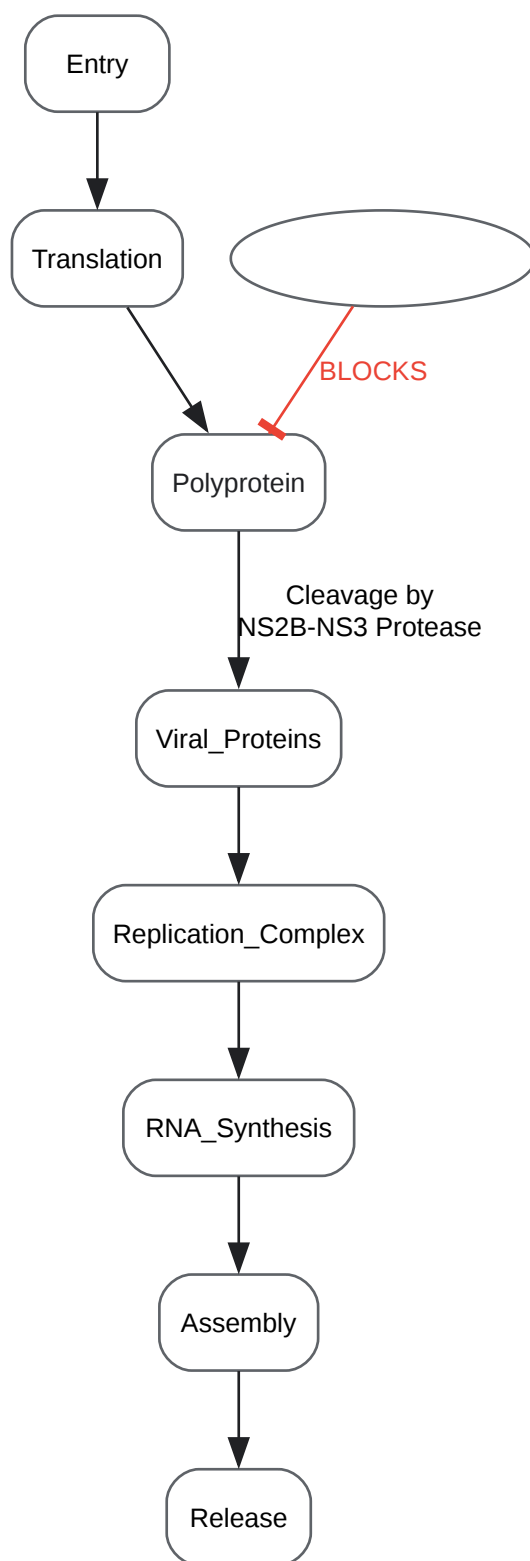 Entry
Translation
BLOCKS
Polyprotein
Cleavage by
NS2B-NS3 Protease
Viral_Proteins
Replication_Complex
RNA_Synthesis
Assembly
Release